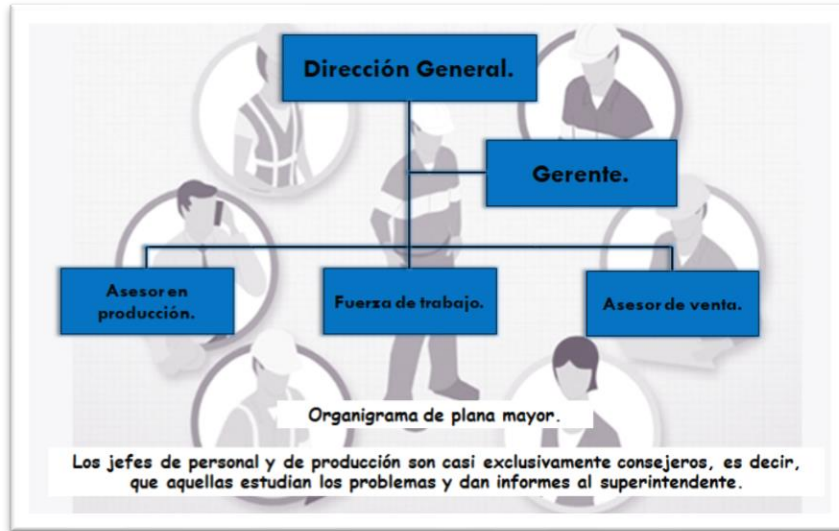 Dirección General.
Gerente.
Asesor en
producción.
Fuerza de trabajo.
Asesor de venta.
Organigrama de plana mayor.
Los jefes de personal y de producción son casi exclusivamente consejeros, es decir,
que aquellas estudian los problemas y dan informes al superintendente.